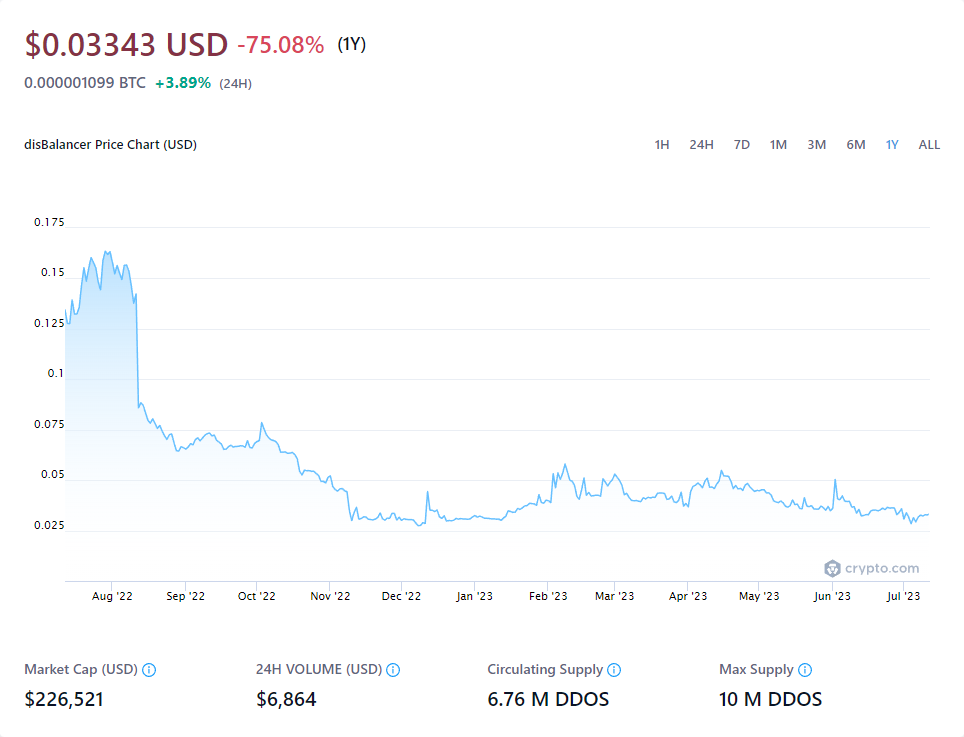 $0.03343 USD -75.08% (1Y)
0.000001099 BTC +3.89% (24H)
disBalancer Price Chart (USD) 1H 24H 7D 1M 3M 6M 1Y ALL
0.175
0.15
0.125
0.1
0.075
0.05
0.025
crypto.com
Aug '22 Sep '22 Oct '22 Nov '22 Dec '22 Jan '23 Feb '23 Mar '23 Apr '23 May '23 Jun '23 Jul '23
Market Cap (USD) 24H VOLUME (USD) Circulating Supply Max Supply
$226,521 $6,864 6.76 M DDOS 10 M DDOS